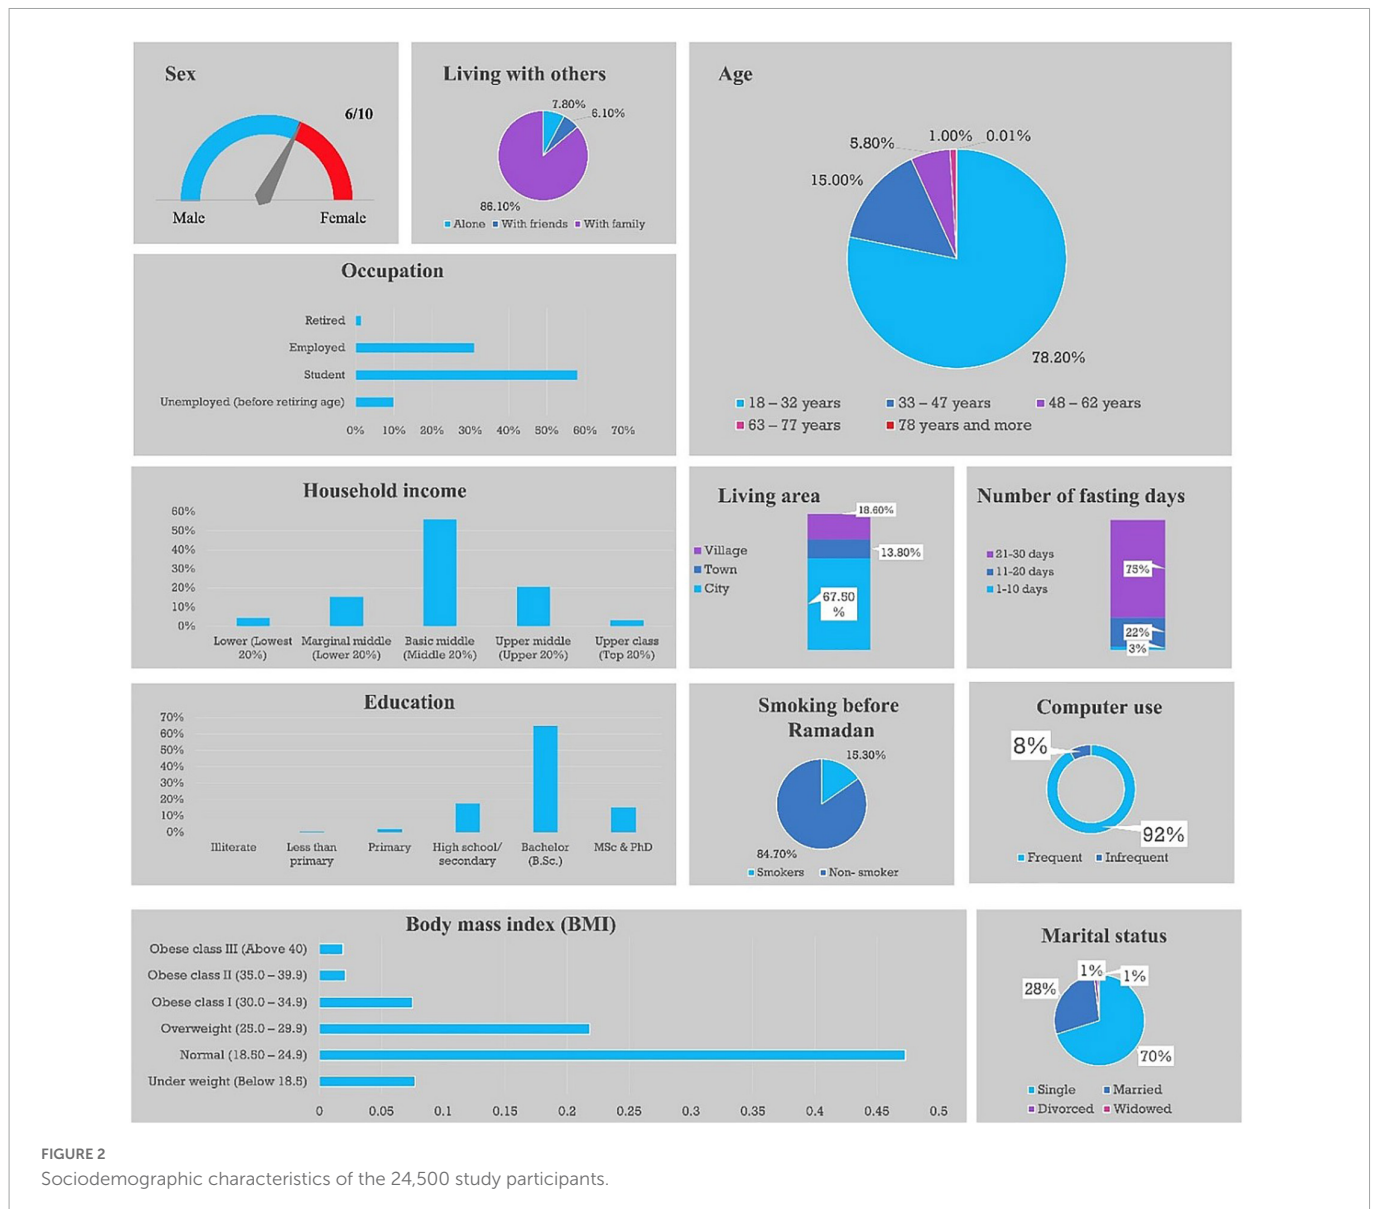 Sex
6/10
Male
Female
Living with others
7.80%
6.10%
86.10%
Alone
With friends
With family
Age
5.80%
1.00%
0.01%
15.00%
78.20%
18 – 32 years
33 – 47 years
48 – 62 years
63 – 77 years
78 years and more
Occupation
Retired
Employed
Student
Unemployed (before retiring age)
0% 10% 20% 30% 40% 50% 60% 70%
Household income
60%
50%
40%
30%
20%
10%
0%
Lower (Lowest
20%)
Marginal middle
(Lower 20%)
Basic middle
(Middle 20%)
Upper middle
(Upper 20%)
Upper class
(Top 20%)
Living area
18.60%
Village
13.80%
Town
City
67.50
%
Number of fasting days
21-30 days
11-20 days
1-10 days
75%
22%
3%
Education
70%
60%
50%
40%
30%
20%
10%
0%
Illiterate
Less than
primary
Primary
High school/
secondary
Bachelor
(B.Sc.)
MSc & PhD
Smoking before
Ramadan
15.30%
84.70%
Smokers
Non- smoker
Computer use
8%
92%
Frequent
Infrequent
Body mass index (BMI)
Obese class III (Above 40)
Obese class II (35.0 – 39.9)
Obese class I (30.0 – 34.9)
Overweight (25.0 – 29.9)
Normal (18.50 – 24.9)
Under weight (Below 18.5)
0 0.05 0.1 0.15 0.2 0.25 0.3 0.35 0.4 0.45 0.5
Marital status
1%
1%
28%
70%
Single
Married
Divorced
Widowed
FIGURE 2
Sociodemographic characteristics of the 24,500 study participants.